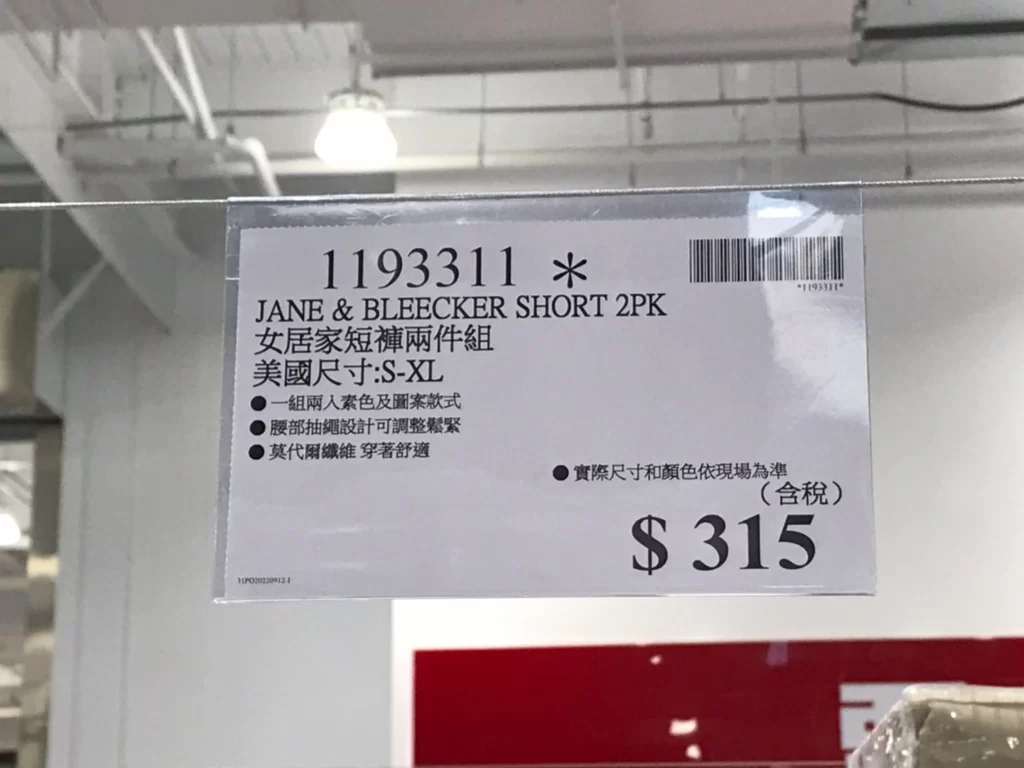 1193311 *
*1193311*
JANE & BLEECKER SHORT 2PK
女居家短褲兩件組
美國尺寸:S-XL
●一組兩入素色及圖案款式
●腰部抽繩設計可調整鬆緊
●莫代爾纖維 穿著舒適
●實際尺寸和顏色依現場為準
（含稅）
$ 315